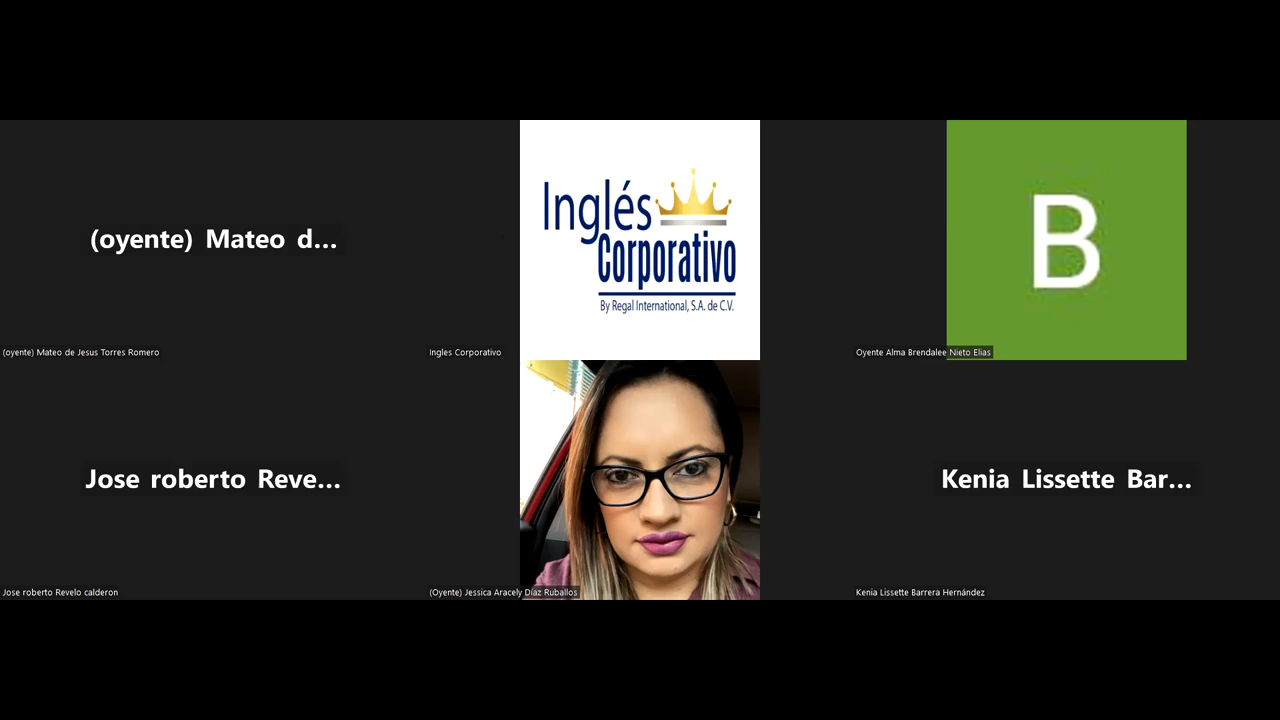 (oyente) Mateo d...
(oyente) Mateo de Jesus Torres Romero
Inglés
Corporativo
By Regal International, S.A. de C.V.
Ingles Corporativo
B
Oyente Alma Brendalee Nieto Elias
Jose roberto Reve...
Jose roberto Revelo calderon
(Oyente) Jessica Aracely Díaz Ruballos
Kenia Lissette Bar...
Kenia Lissette Barrera Hernández